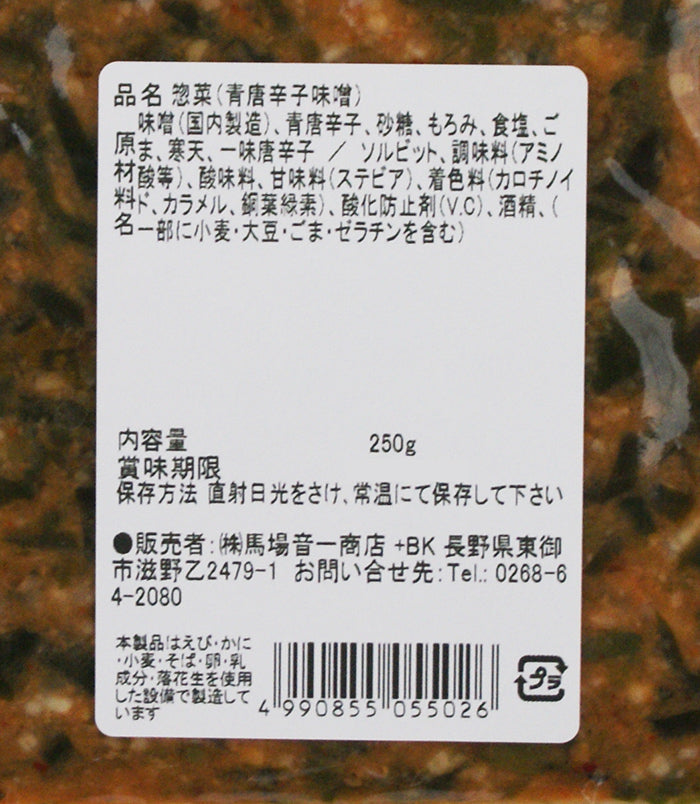 品名 惣菜(青唐辛子味噌)
原材料名
味噌(国内製造)、青唐辛子、砂糖、もろみ、食塩、ご
ま、寒天、一味唐辛子 / ソルビット、調味料(アミノ
酸等)、酸味料、甘味料(ステビア)、着色料(カロチノイ
ド、カラメル、銅葉緑素)、酸化防止剤(V.C)、酒精、(
一部に小麦・大豆・ごま・ゼラチンを含む)
内容量 250g
賞味期限
保存方法 直射日光をさけ、常温にて保存して下さい
●販売者:㈱馬場音一商店 +BK 長野県東御
市滋野乙2479-1 お問い合せ先:Tel.: 0268-6
4-2080
本製品はえび・かに
・小麦・そば・卵・乳
成分・落花生を使用
した設備で製造して
います
4 990855 055026
プラ